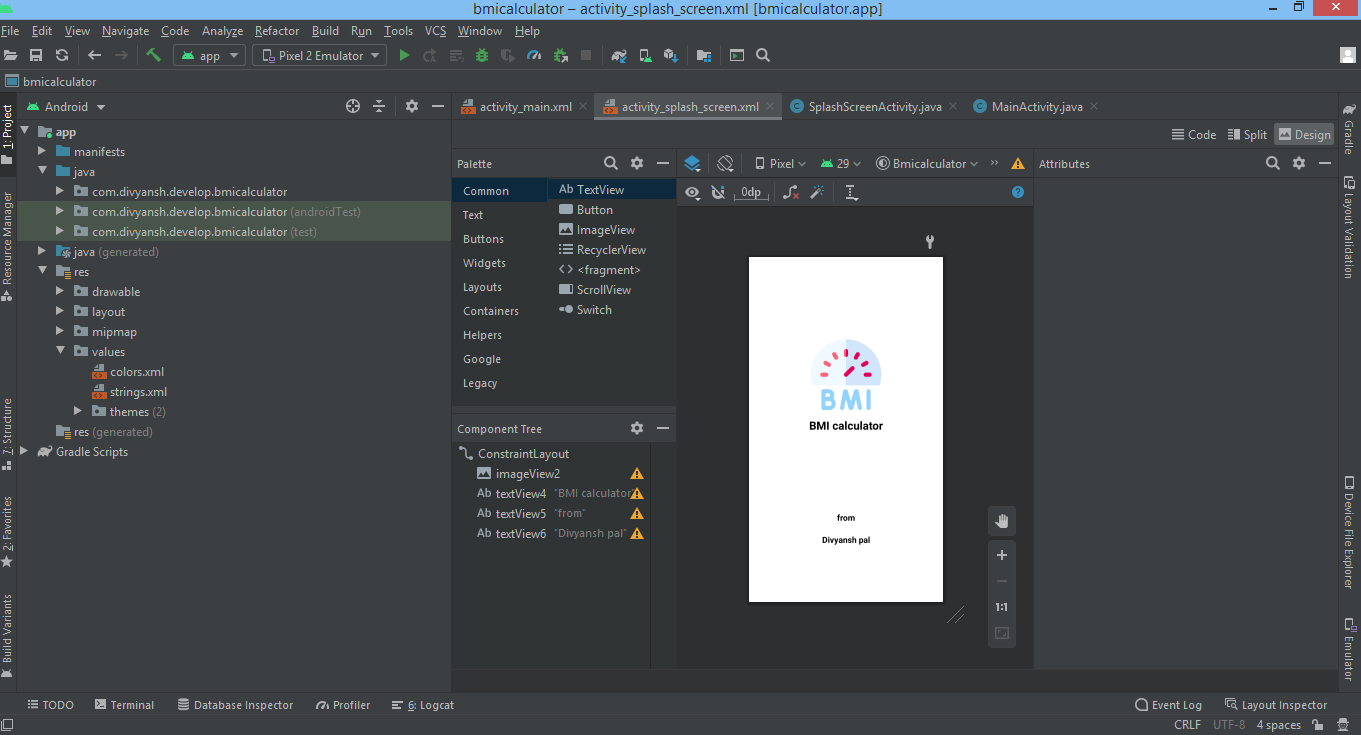 bmicalculator – activity_splash_screen.xml [bmicalculator.app]
File Edit View Navigate Code Analyze Refactor Build Run Tools VCS Window Help
app Pixel 2 Emulator
bmicalculator
Android
activity_main.xml activity_splash_screen.xml SplashScreenActivity.java MainActivity.java
1: Project
Resource Manager
7: Structure
2: Favorites
Build Variants
app
manifests
java
com.divyansh.develop.bmicalculator
com.divyansh.develop.bmicalculator (androidTest)
com.divyansh.develop.bmicalculator (test)
java (generated)
res
drawable
layout
mipmap
values
colors.xml
strings.xml
themes (2)
res (generated)
Gradle Scripts
Code Split Design
Palette
Common
Text
Buttons
Widgets
Layouts
Containers
Helpers
Google
Legacy
Ab TextView
Button
ImageView
RecyclerView
<fragment>
ScrollView
Switch
Component Tree
ConstraintLayout
imageView2
Ab textView4 "BMI calculator
Ab textView5 "from"
Ab textView6 "Divyansh pal"
Pixel 29 Bmicalculator »
0dp
?
BMI
BMI calculator
from
Divyansh pal
1:1
Attributes
Gradle
Layout Validation
Device File Explorer
Emulator
TODO Terminal Database Inspector Profiler 6: Logcat Event Log Layout Inspector
CRLF UTF-8 4 spaces